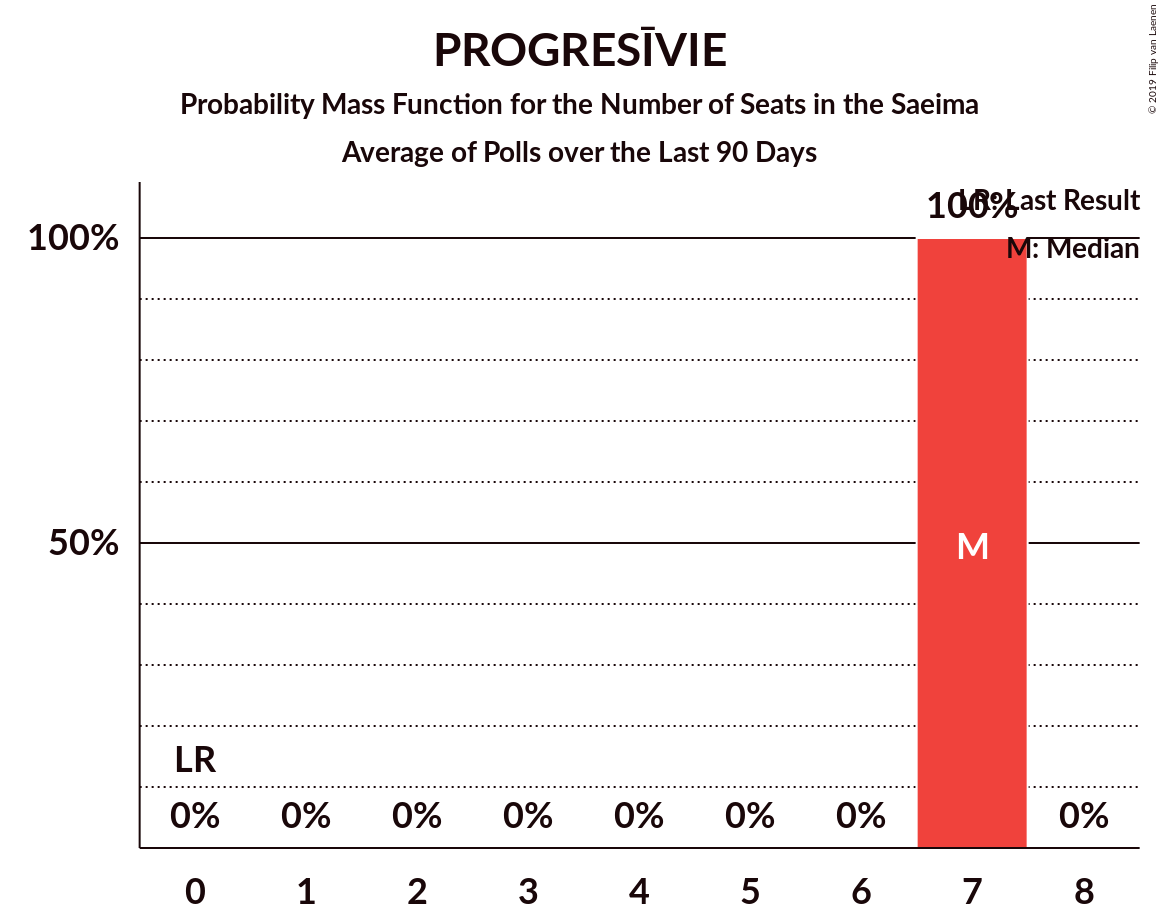 PROGRESĪVIE
Probability Mass Function for the Number of Seats in the Saeima
Average of Polls over the Last 90 Days
© 2019 Filip van Laenen
LR: Last Result
M: Median
100%
100%
50%
M
LR
0% 0% 0% 0% 0% 0% 0% 0%
0 1 2 3 4 5 6 7 8